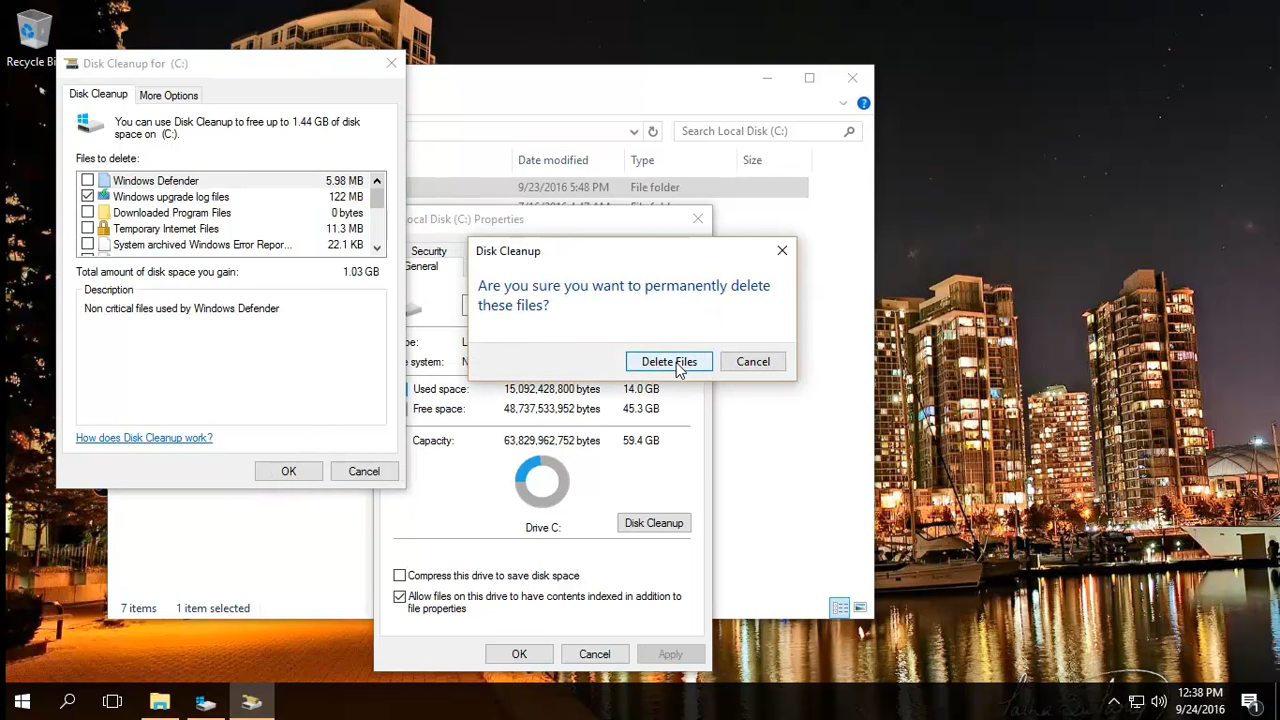 Recycle Bi
Disk Cleanup for (C:)
Disk Cleanup
More Options
You can use Disk Cleanup to free up to 1.44 GB of disk
space on (C:).
Files to delete:
Windows Defender 5.98 MB
Windows upgrade log files 122 MB
Downloaded Program Files 0 bytes
Temporary Internet Files 11.3 MB
System archived Windows Error Repor... 22.1 KB
Total amount of disk space you gain: 1.03 GB
Description
Non critical files used by Windows Defender
How does Disk Cleanup work?
OK Cancel
Search Local Disk (C:)
Date modified Type Size
9/23/2016 5:48 PM File folder
ocal Disk (C:) Properties
Security
General
Disk Cleanup
Are you sure you want to permanently delete
these files?
Delete Files Cancel
pe: L
e system: N
Used space: 15,092,428,800 bytes 14.0 GB
Free space: 48,737,533,952 bytes 45.3 GB
Capacity: 63,829,962,752 bytes 59.4 GB
Drive C: Disk Cleanup
Compress this drive to save disk space
Allow files on this drive to have contents indexed in addition to
file properties
OK Cancel Apply
7 items 1 item selected
12:38 PM
9/24/2016
1